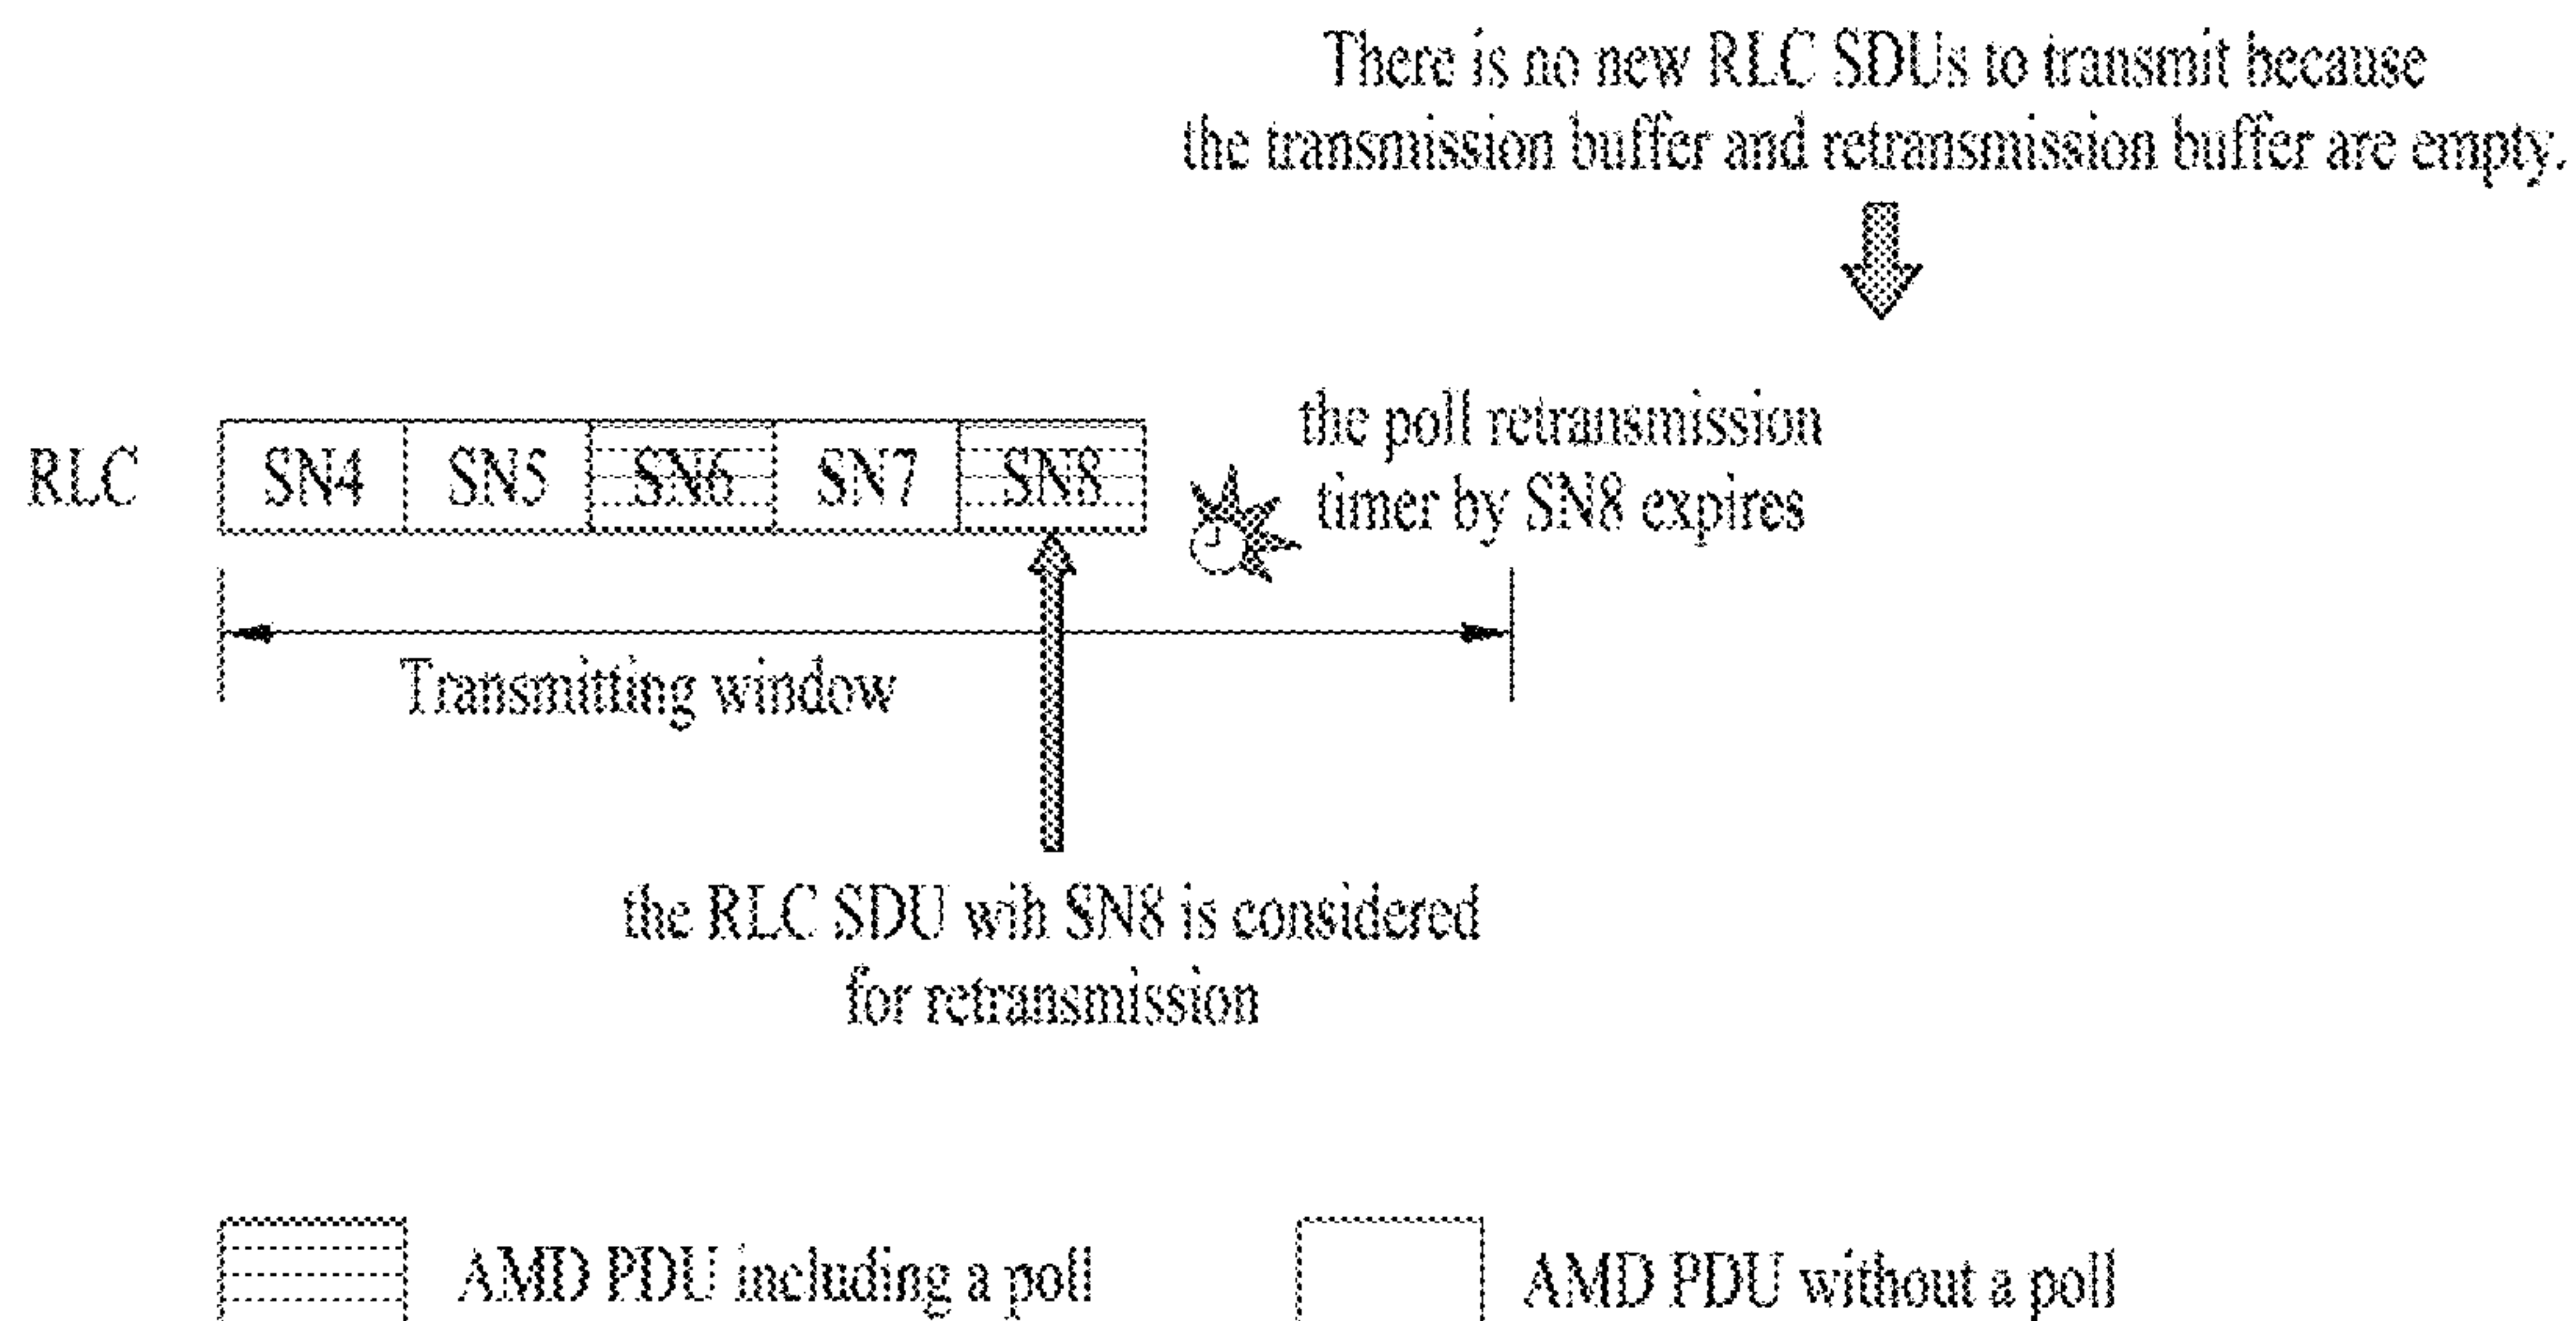 There is no new RLC SDUs to transmit because
the transmission buffer and retransmission buffer are empty.
the poll retransmission
timer by SN8 expires
RLC SN4 SN5 SN6 SN7 SN8
Transmitting window
the RLC SDU wih SN8 is considered
for retransmission
AMD PDU including a poll
AMD PDU without a poll